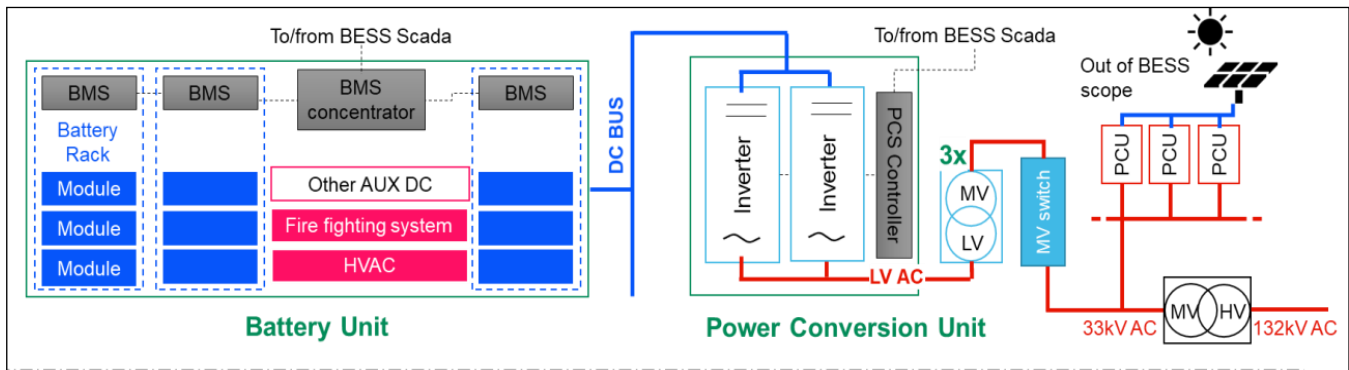 To/from BESS Scada
BMS
BMS
BMS
concentrator
BMS
Battery
Rack
Module
Module
Module
Other AUX DC
Fire fighting system
HVAC
Battery Unit
DC BUS
To/from BESS Scada
Inverter
Inverter
PCS Controller
LV AC
Power Conversion Unit
3x
MV
LV
MV switch
Out of BESS
scope
PCU
PCU
PCU
33kV AC
MV
HV
132kV AC